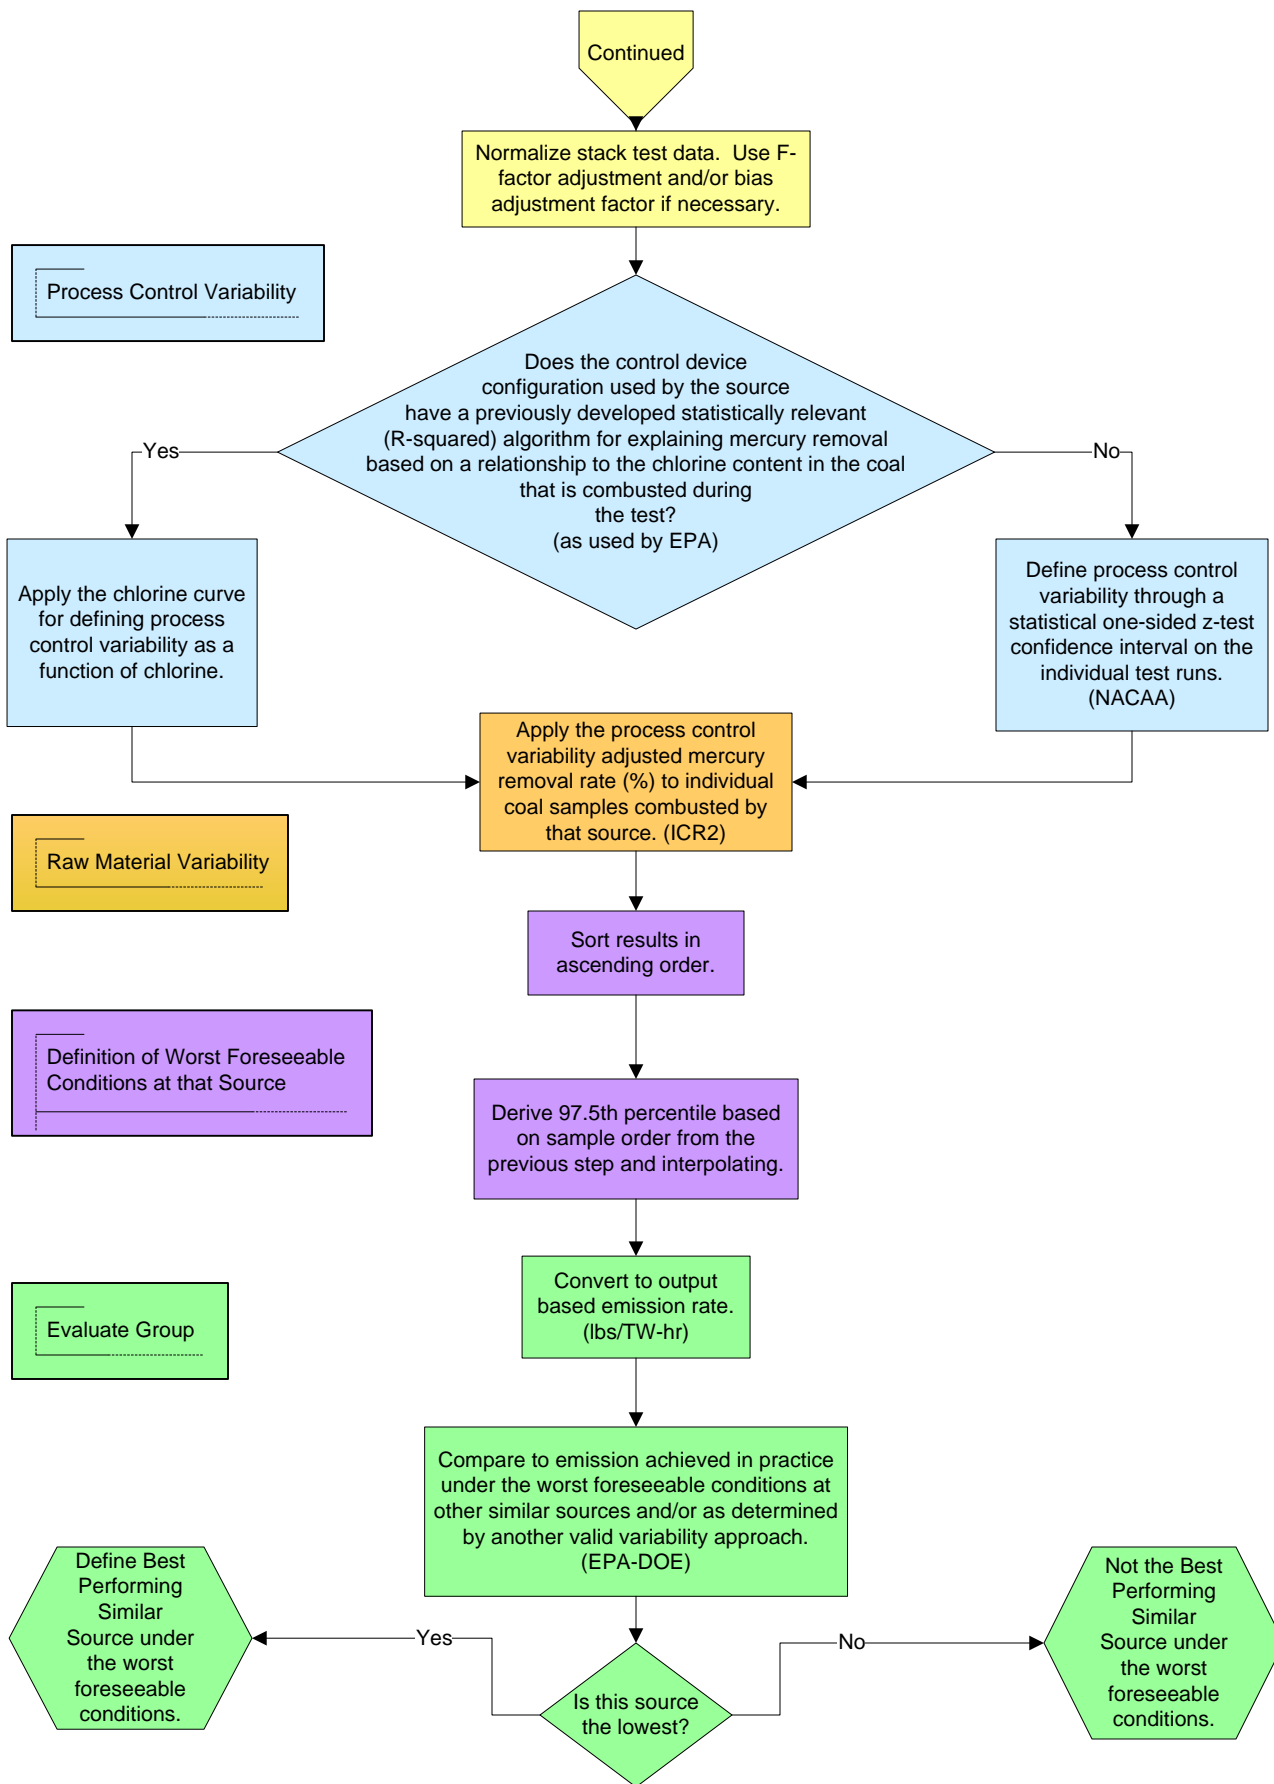 Continued
Normalize stack test data.  Use F-
factor adjustment and/or bias
adjustment factor if necessary.
Process Control Variability
Does the control device
configuration used by the source
have a previously developed statistically relevant
(R-squared) algorithm for explaining mercury removal
based on a relationship to the chlorine content in the coal
that is combusted during
the test?
(as used by EPA)
Yes
No
Apply the chlorine curve
for defining process
control variability as a
function of chlorine.
Define process control
variability through a
statistical one-sided z-test
confidence interval on the
individual test runs.
(NACAA)
Apply the process control
variability adjusted mercury
removal rate (%) to individual
coal samples combusted by
that source. (ICR2)
Raw Material Variability
Sort results in
ascending order.
Definition of Worst Foreseeable
Conditions at that Source
Derive 97.5th percentile based
on sample order from the
previous step and interpolating.
Convert to output
based emission rate.
(lbs/TW-hr)
Evaluate Group
Compare to emission achieved in practice
under the worst foreseeable conditions at
other similar sources and/or as determined
by another valid variability approach.
(EPA-DOE)
Define Best
Performing
Similar
Source under
the worst
foreseeable
conditions.
Yes
Is this source
the lowest?
No
Not the Best
Performing
Similar
Source under
the worst
foreseeable
conditions.